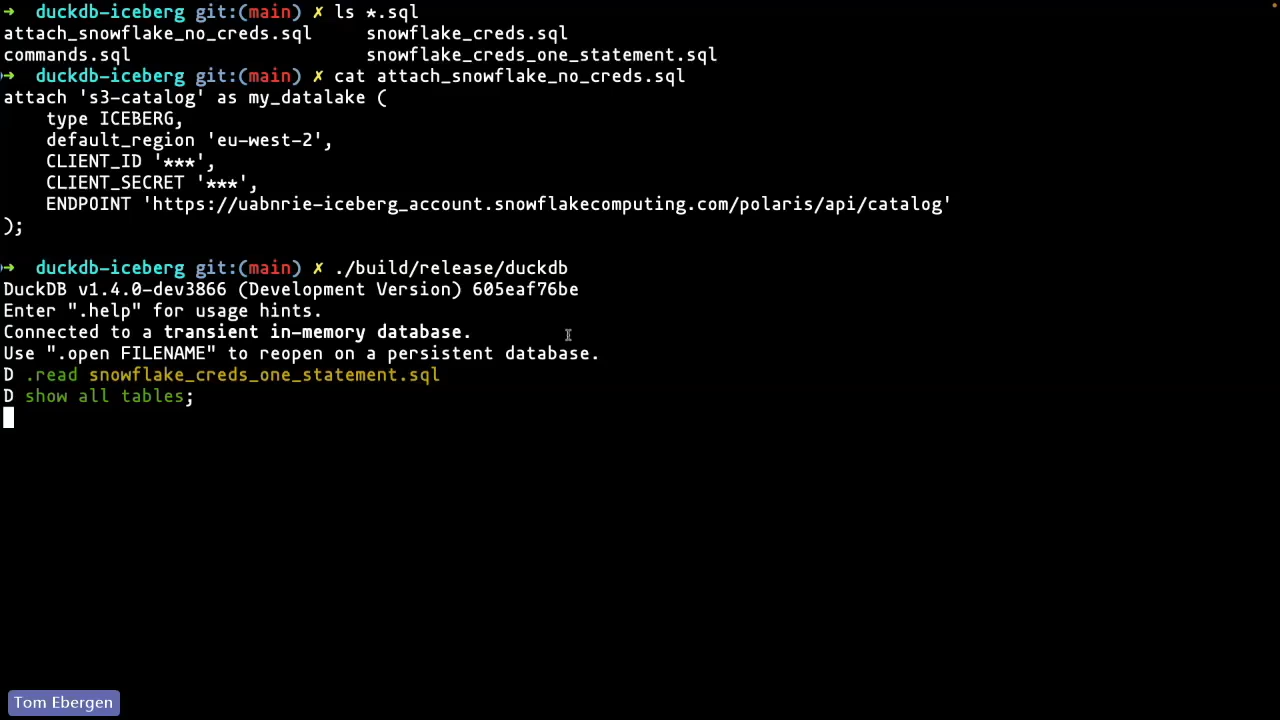 ➜  duckdb-iceberg git:(main) ✗ ls *.sql
attach_snowflake_no_creds.sql     snowflake_creds.sql
commands.sql                      snowflake_creds_one_statement.sql
➜  duckdb-iceberg git:(main) ✗ cat attach_snowflake_no_creds.sql
attach 's3-catalog' as my_datalake (
    type ICEBERG,
    default_region 'eu-west-2',
    CLIENT_ID '***',
    CLIENT_SECRET '***',
    ENDPOINT 'https://uabnrie-iceberg_account.snowflakecomputing.com/polaris/api/catalog'
);
➜  duckdb-iceberg git:(main) ✗ ./build/release/duckdb
DuckDB v1.4.0-dev3866 (Development Version) 605eaf76be
Enter ".help" for usage hints.
Connected to a transient in-memory database.
Use ".open FILENAME" to reopen on a persistent database.
D .read snowflake_creds_one_statement.sql
D show all tables;
Tom Ebergen